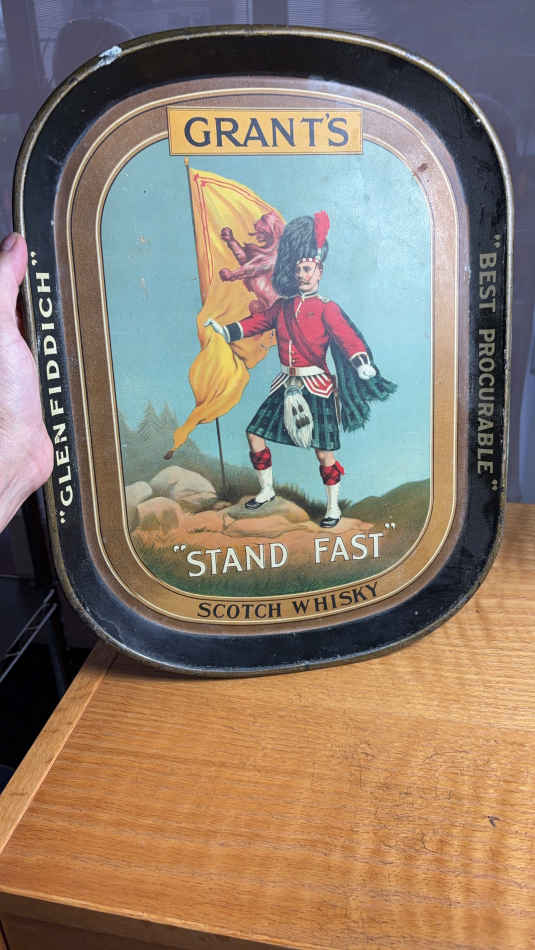 GRANT'S
"GLENFIDDICH"
"BEST PROCURABLE"
"STAND FAST"
SCOTCH WHISKY